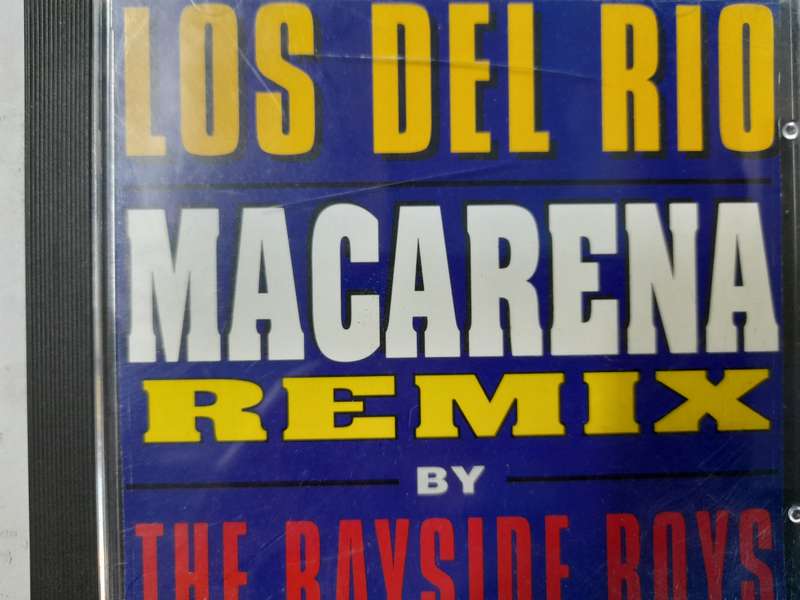 LOS DEL RIO
MACARENA
REMIX
BY
THE BAYSIDE BOYS